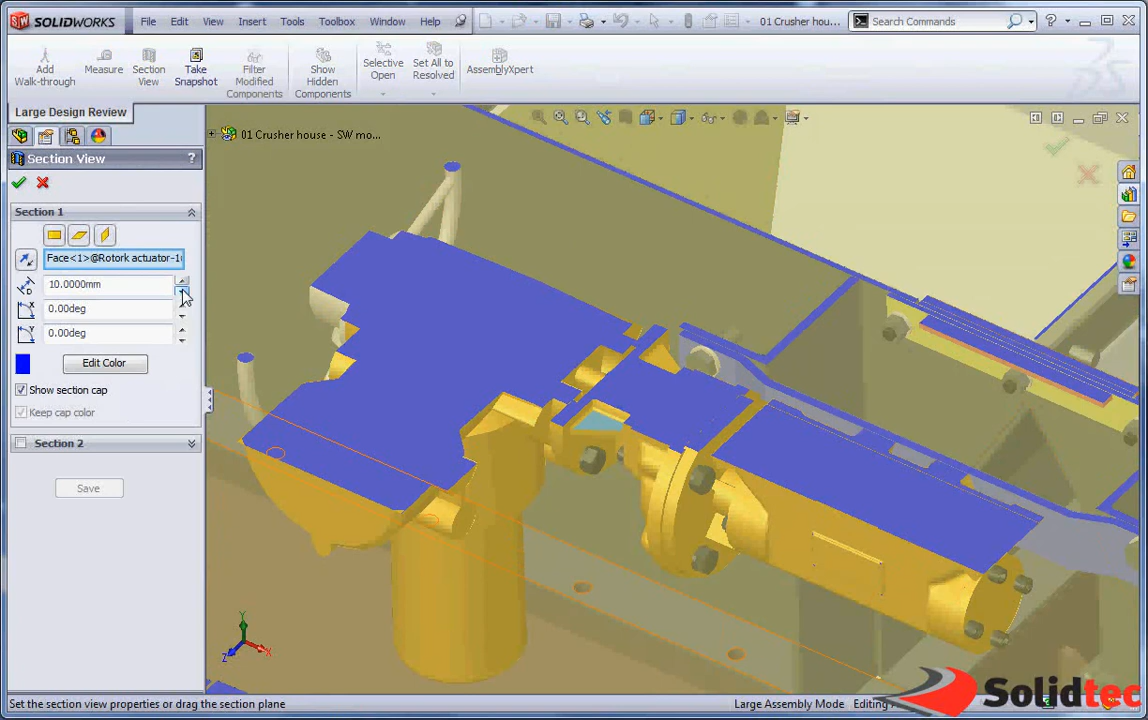 SOLIDWORKS
File Edit View Insert Tools Toolbox Window Help
01 Crusher hou...
Search Commands
Add Walk-through
Measure
Section View
Take Snapshot
Filter Modified Components
Show Hidden Components
Selective Open
Set All to Resolved
AssemblyXpert
Large Design Review
01 Crusher house - SW mo...
Section View
?
Section 1
Face<1>@Rotork actuator-1
10.0000mm
0.00deg
0.00deg
Edit Color
Show section cap
Keep cap color
Section 2
Save
Y
X
Z
Solidtec
Set the section view properties or drag the section plane
Large Assembly Mode
Editing